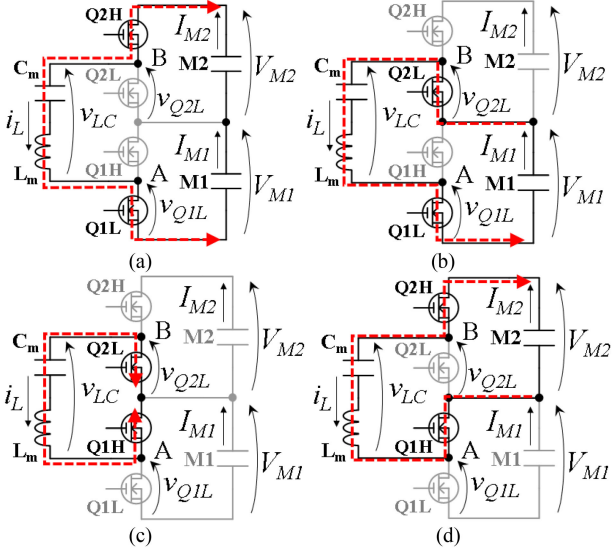 Q2H
I_M2
B
M2
V_M2
C_m
Q2L
v_Q2L
i_L
v_LC
I_M1
Q1H
A
M1
V_M1
L_m
v_Q1L
Q1L
(a)
Q2H
I_M2
B
M2
V_M2
C_m
Q2L
v_Q2L
i_L
v_LC
I_M1
Q1H
A
M1
V_M1
L_m
v_Q1L
Q1L
(b)
Q2H
I_M2
B
M2
V_M2
C_m
Q2L
v_Q2L
i_L
v_LC
I_M1
Q1H
A
M1
V_M1
L_m
v_Q1L
Q1L
(c)
Q2H
I_M2
B
M2
V_M2
C_m
Q2L
v_Q2L
i_L
v_LC
I_M1
Q1H
A
M1
V_M1
L_m
v_Q1L
Q1L
(d)